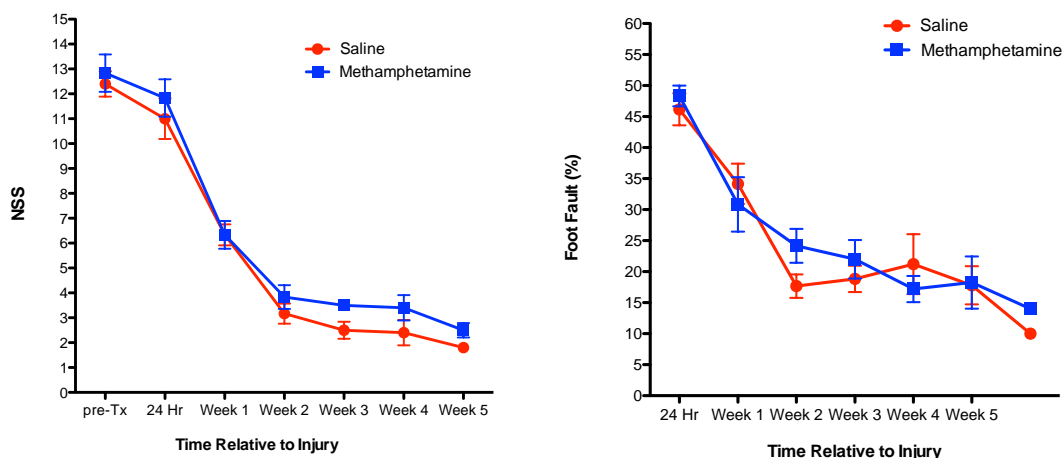 15
14
13
12
11
10
9
8
7
6
5
4
3
2
1
0
NSS
Saline
Methamphetamine
pre-Tx 24 Hr Week 1 Week 2 Week 3 Week 4 Week 5
Time Relative to Injury
60
55
50
45
40
35
30
25
20
15
10
5
0
Foot Fault (%)
Saline
Methamphetamine
24 Hr Week 1 Week 2 Week 3 Week 4 Week 5
Time Relative to Injury